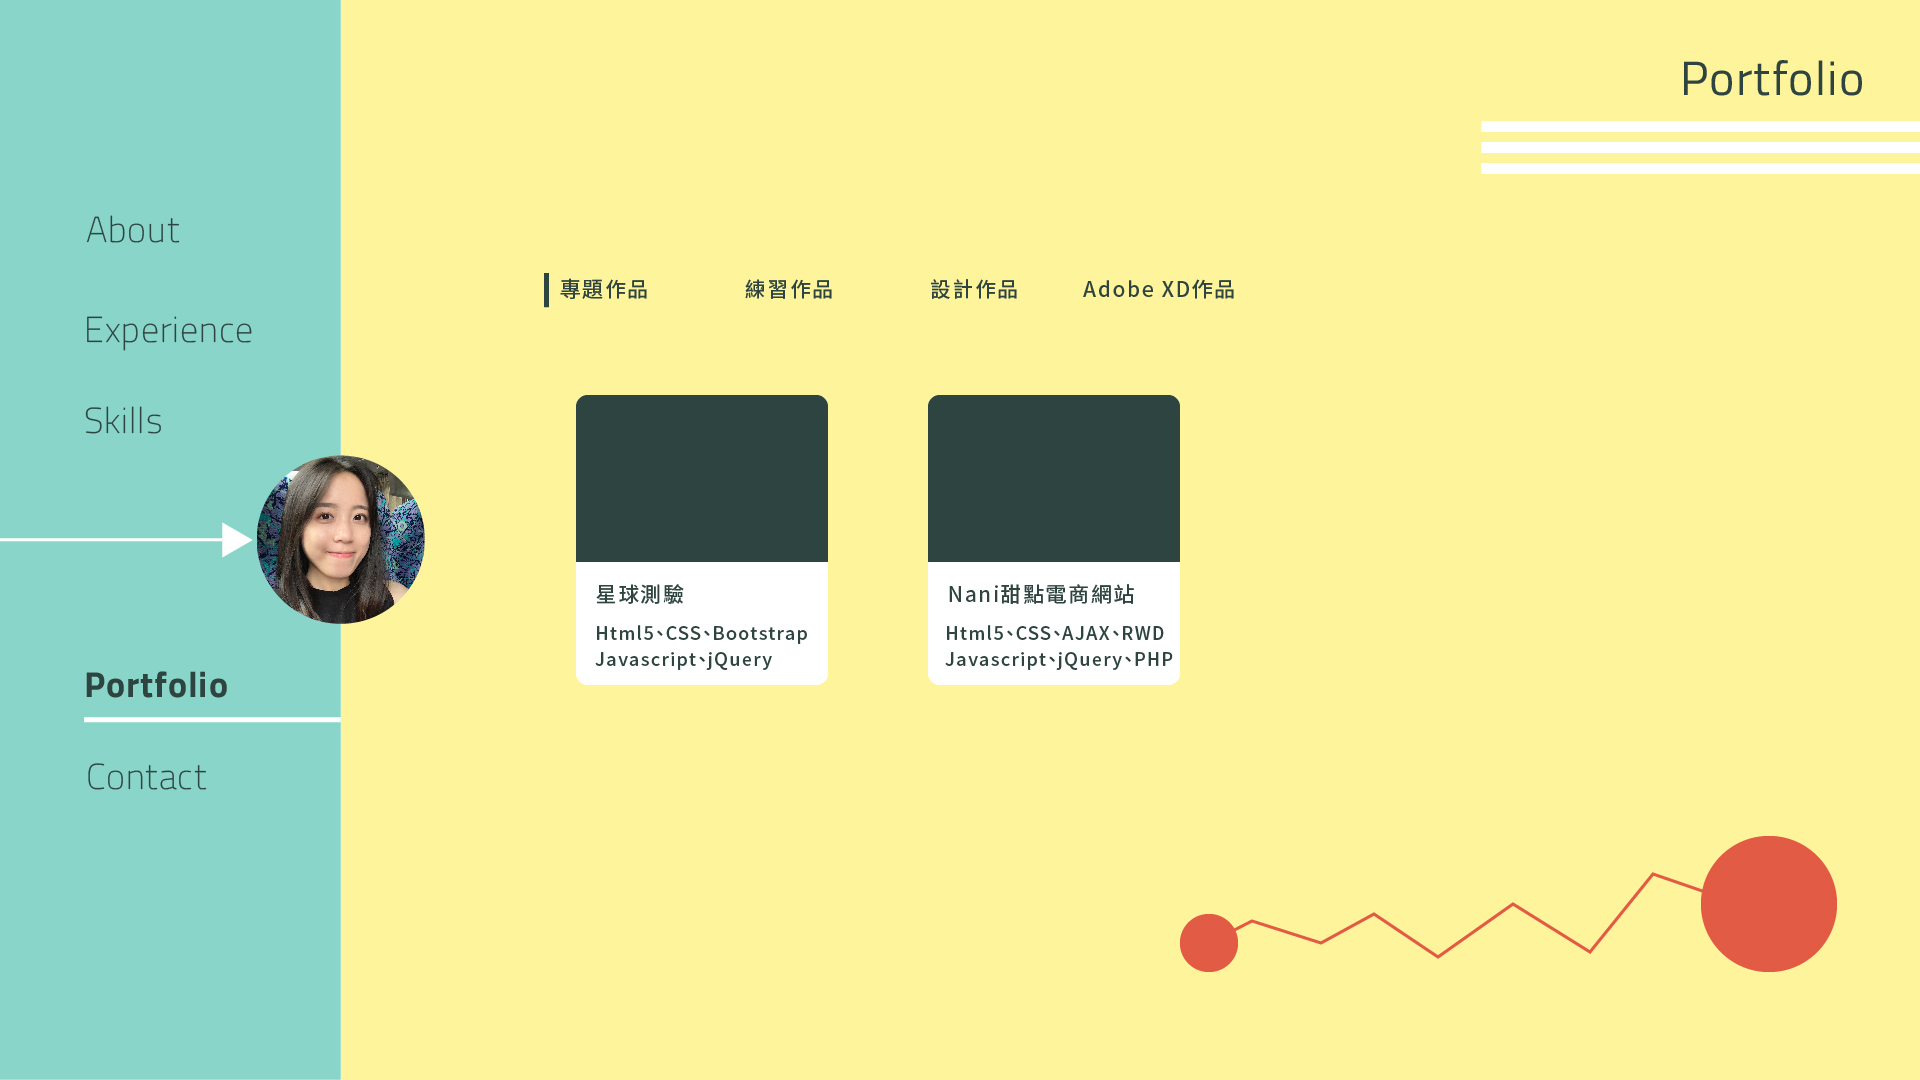 Portfolio
About
Experience
Skills
Portfolio
Contact
專題作品
練習作品
設計作品
Adobe XD作品
星球測驗
Html5、CSS、Bootstrap
Javascript、jQuery
Nani甜點電商網站
Html5、CSS、AJAX、RWD
Javascript、jQuery、PHP